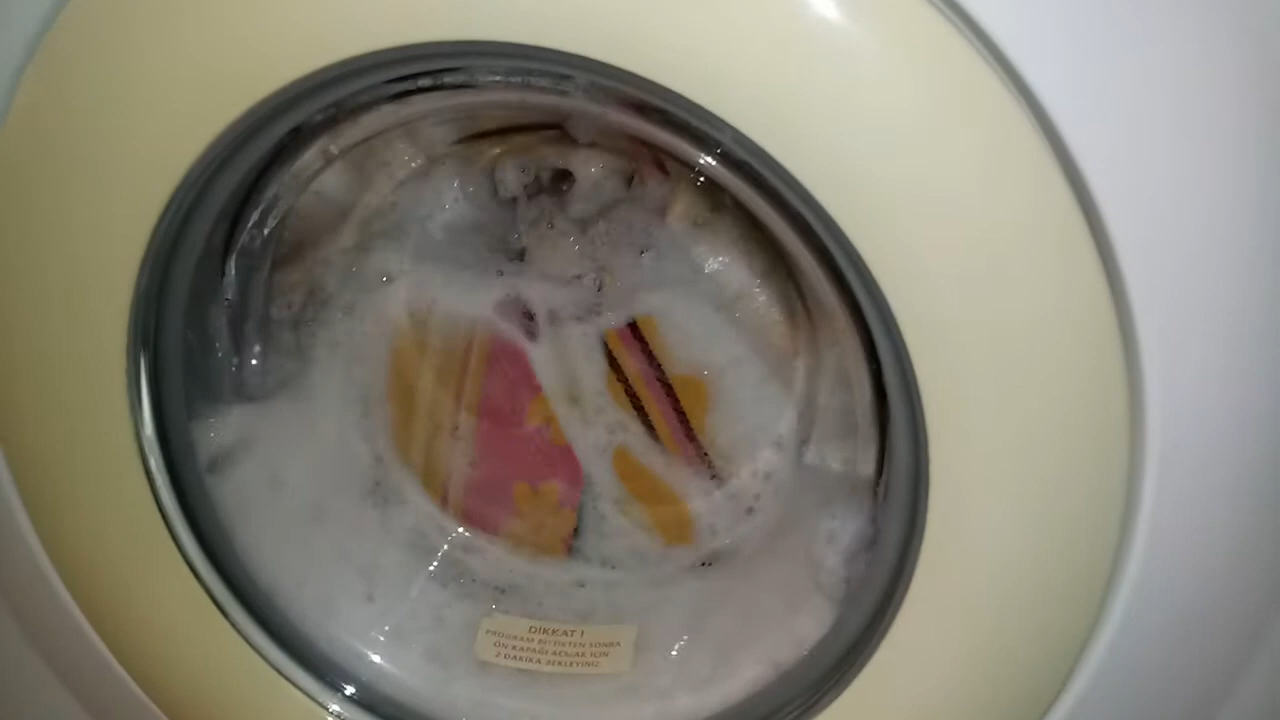 DİKKAT !
PROGRAM BİTTİKTEN SONRA
ÖN KAPAĞI AÇMAK İÇİN
2 DAKİKA BEKLEYİNİZ.